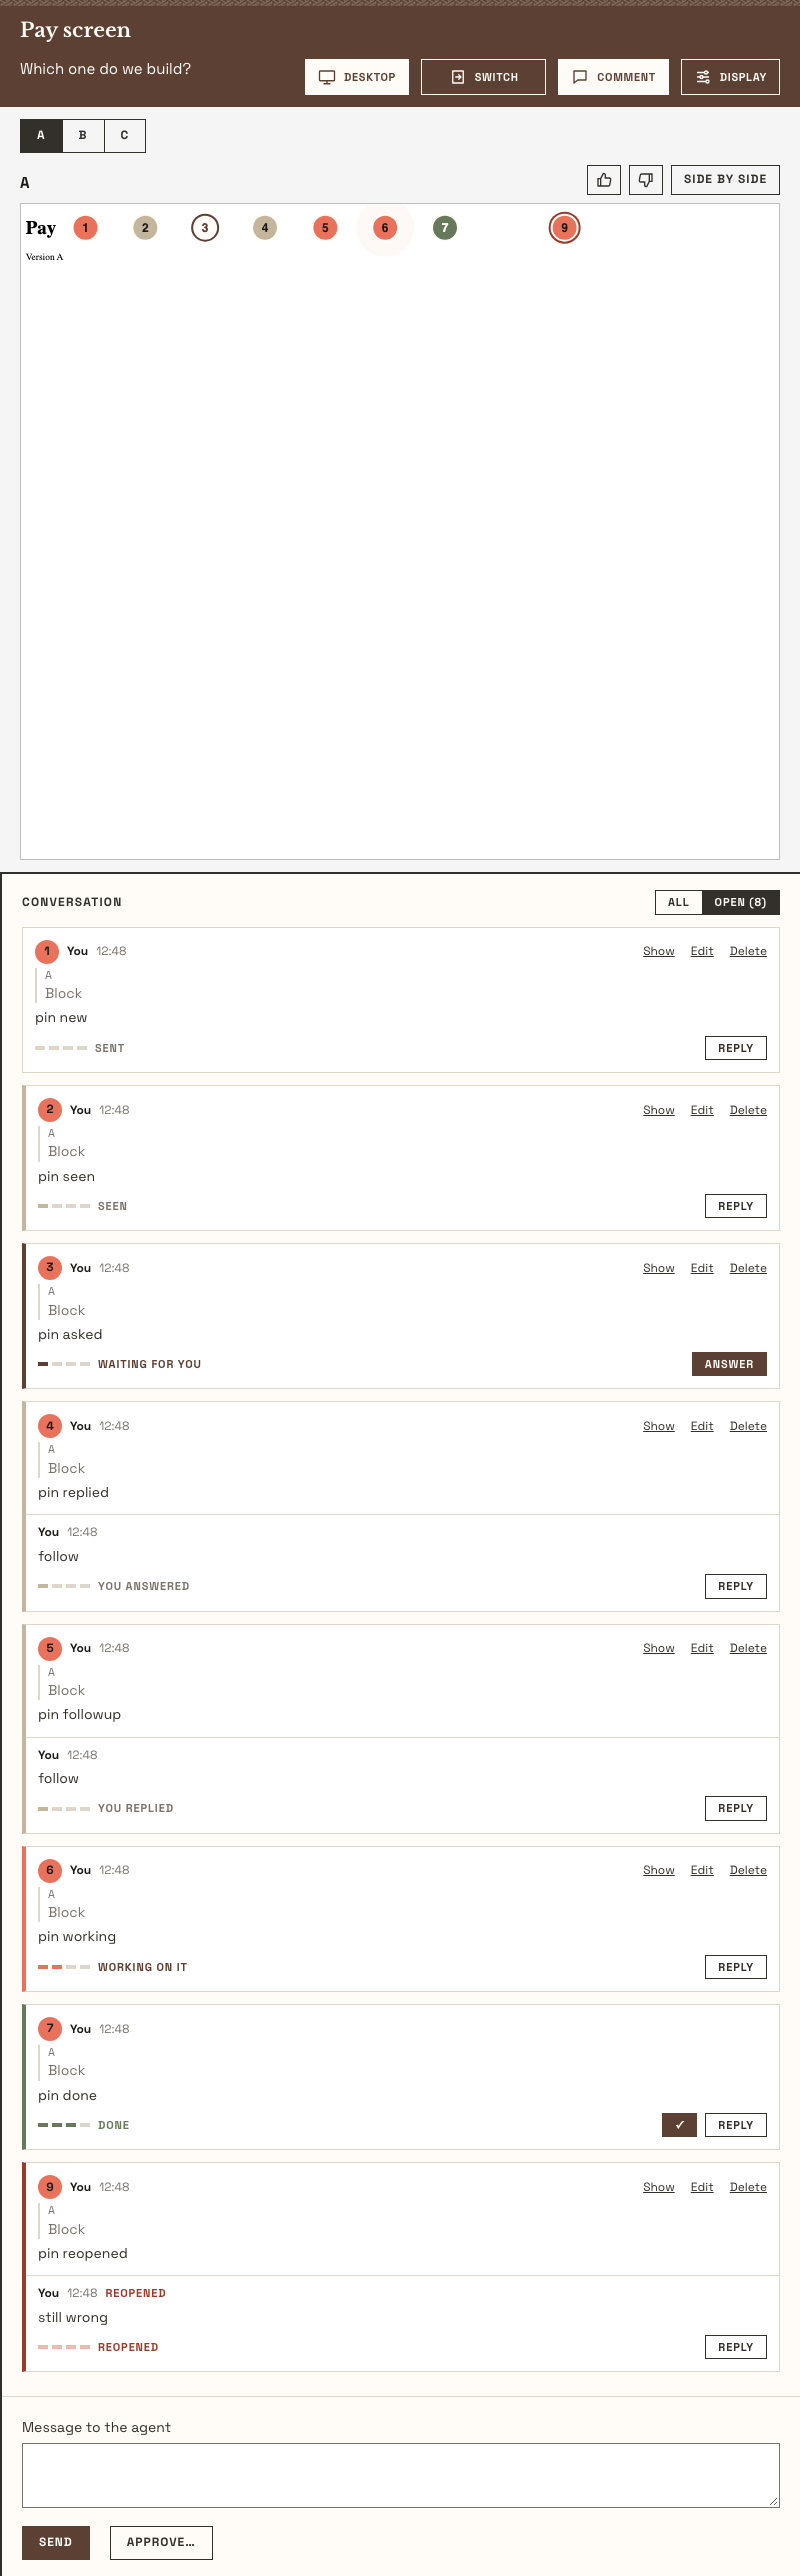 Pay screen
Which one do we build?
DESKTOP
SWITCH
COMMENT
DISPLAY
A B C
A
SIDE BY SIDE
Pay 1 2 3 4 5 6 7 9
Version A
CONVERSATION
ALL OPEN (8)
1 You 12:48 Show Edit Delete
A
Block
pin new
SENT REPLY
2 You 12:48 Show Edit Delete
A
Block
pin seen
SEEN REPLY
3 You 12:48 Show Edit Delete
A
Block
pin asked
WAITING FOR YOU ANSWER
4 You 12:48 Show Edit Delete
A
Block
pin replied
You 12:48
follow
YOU ANSWERED REPLY
5 You 12:48 Show Edit Delete
A
Block
pin followup
You 12:48
follow
YOU REPLIED REPLY
6 You 12:48 Show Edit Delete
A
Block
pin working
WORKING ON IT REPLY
7 You 12:48
A
Block
pin done
DONE ✓ REPLY
9 You 12:48 Show Edit Delete
A
Block
pin reopened
You 12:48 REOPENED
still wrong
REOPENED REPLY
Message to the agent
SEND APPROVE…